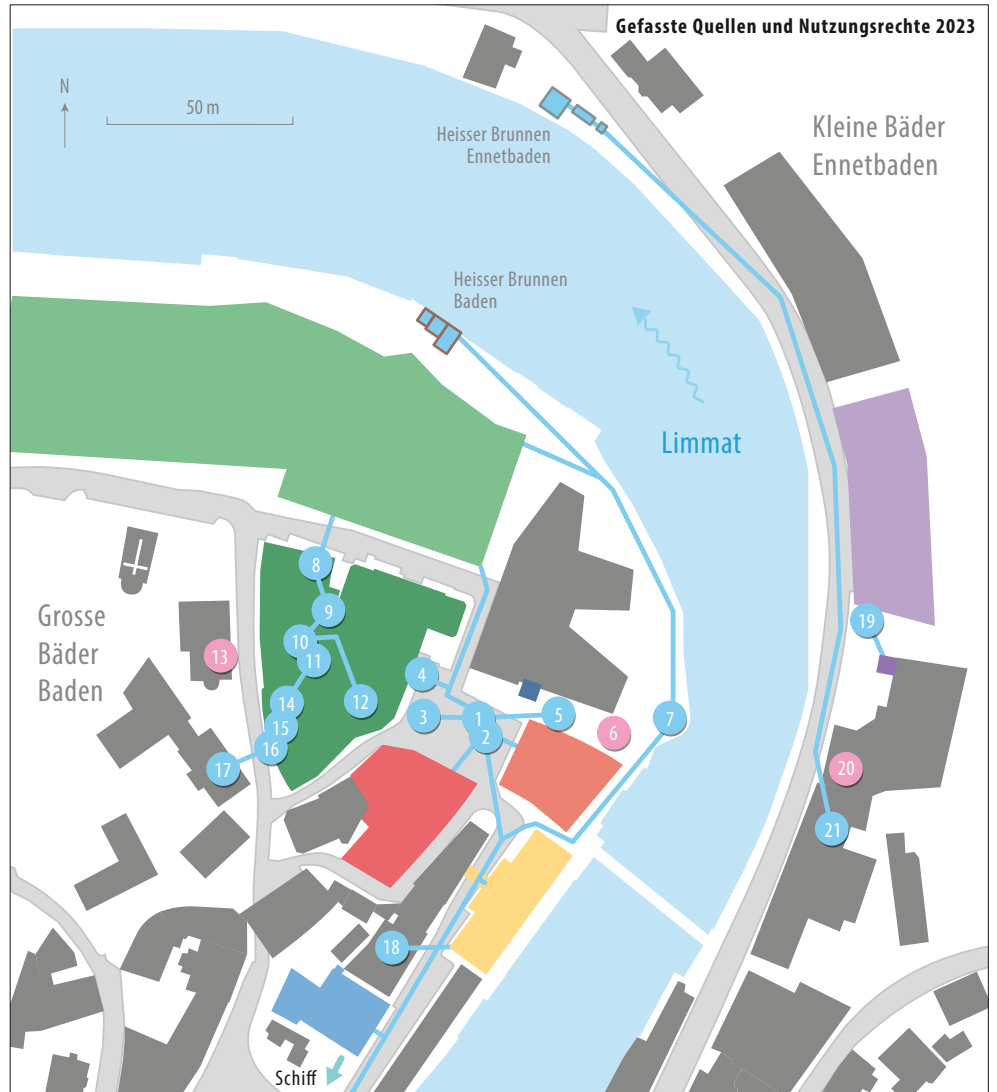 Gefasste Quellen und Nutzungsrechte 2023
N
50 m
Heisser Brunnen
Ennetbaden
Kleine Bäder
Ennetbaden
Heisser Brunnen
Baden
Limmat
Grosse
Bäder
Baden
8
9
10
11
12
13
14
15
16
17
4
3
1
2
5
6
7
18
19
20
21
Schiff